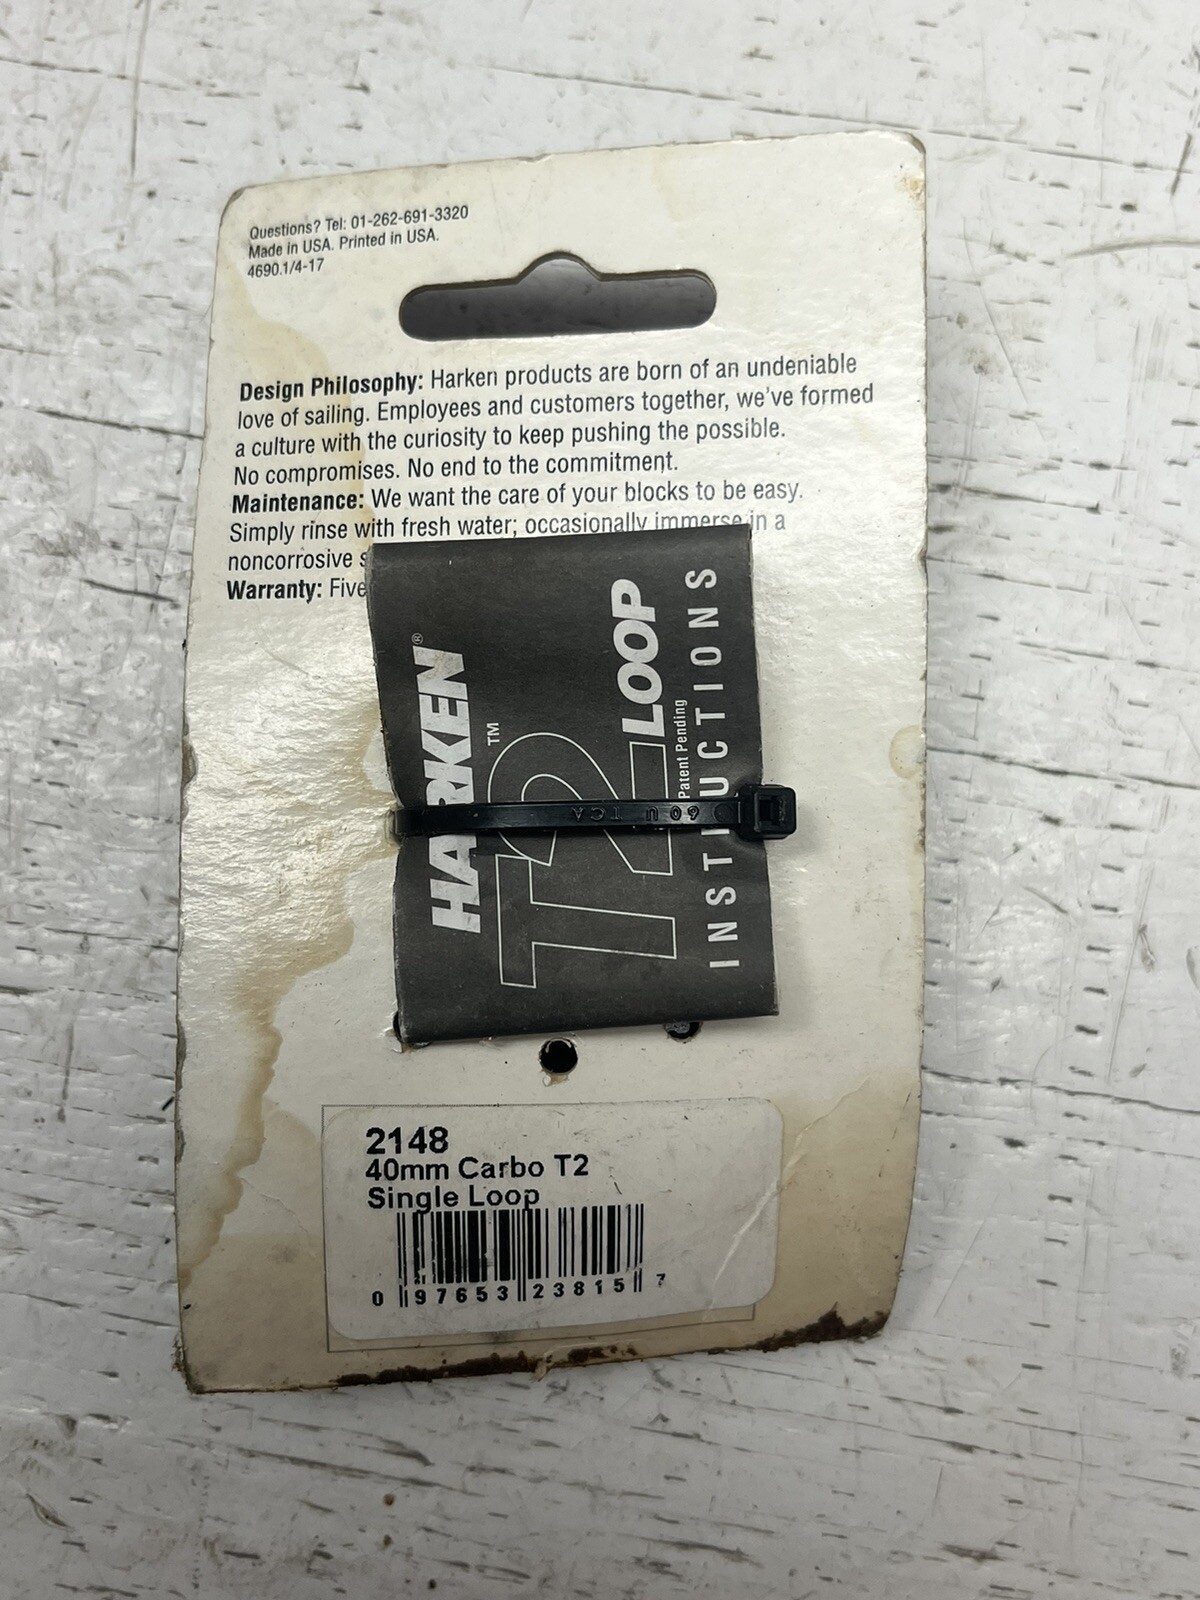 Questions? Tel: 01-262-691-3320
Made in USA. Printed in USA.
4690.1/4-17
Design Philosophy: Harken products are born of an undeniable
love of sailing. Employees and customers together, we've formed
a culture with the curiosity to keep pushing the possible.
No compromises. No end to the commitment.
Maintenance: We want the care of your blocks to be easy.
Simply rinse with fresh water; occasionally immerse in a
noncorrosive
Warranty: Five
HARKEN®
T2™ LOOP
Patent Pending
INSTRUCTIONS
2148
40mm Carbo T2
Single Loop
0 97653 23815 7